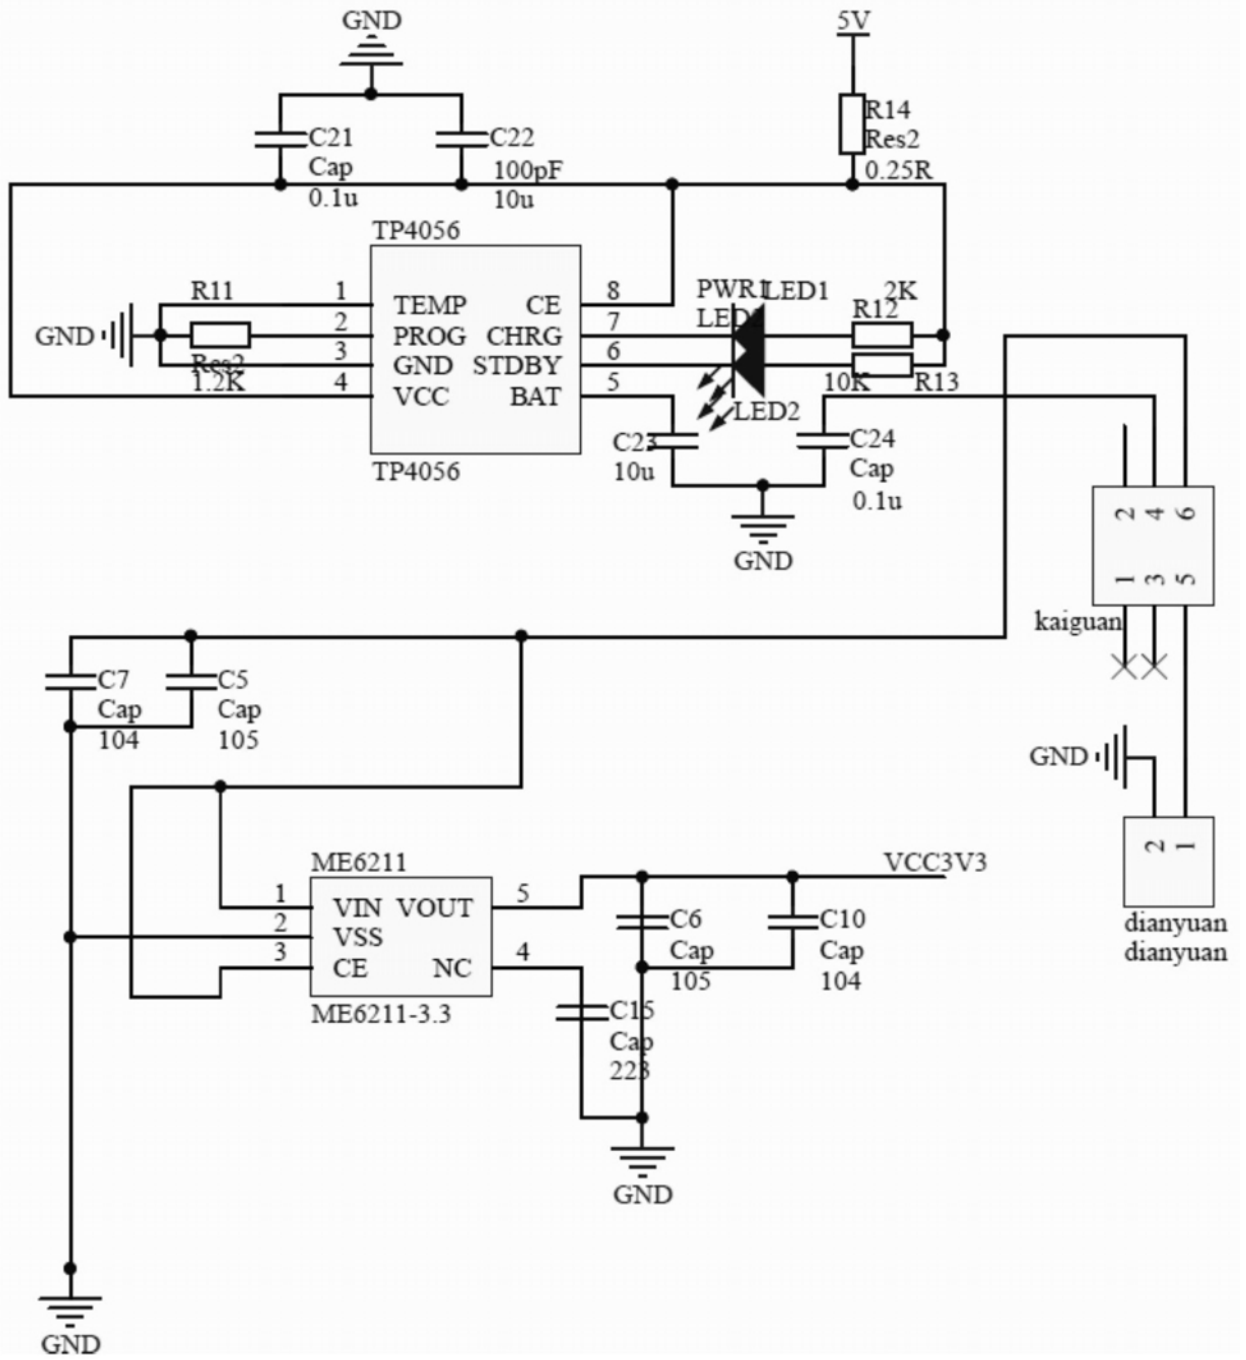 GND
5V
C21
Cap
0.1u
C22
100pF
10u
R14
Res2
0.25R
TP4056
R11
Res2
1.2K
GND
1
2
3
4
TEMP
PROG
GND
VCC
CE
CHRG
STDBY
BAT
8
7
6
5
TP4056
PWR1
LED1
2K
R12
10K
R13
LED2
C23
10u
C24
Cap
0.1u
GND
2
4
6
1
3
5
kaiguan
C7
Cap
104
C5
Cap
105
GND
2
1
dianyuan
dianyuan
ME6211
1
2
3
VIN
VSS
CE
VOUT
NC
5
4
ME6211-3.3
VCC3V3
C6
Cap
105
C10
Cap
104
C15
Cap
223
GND
GND